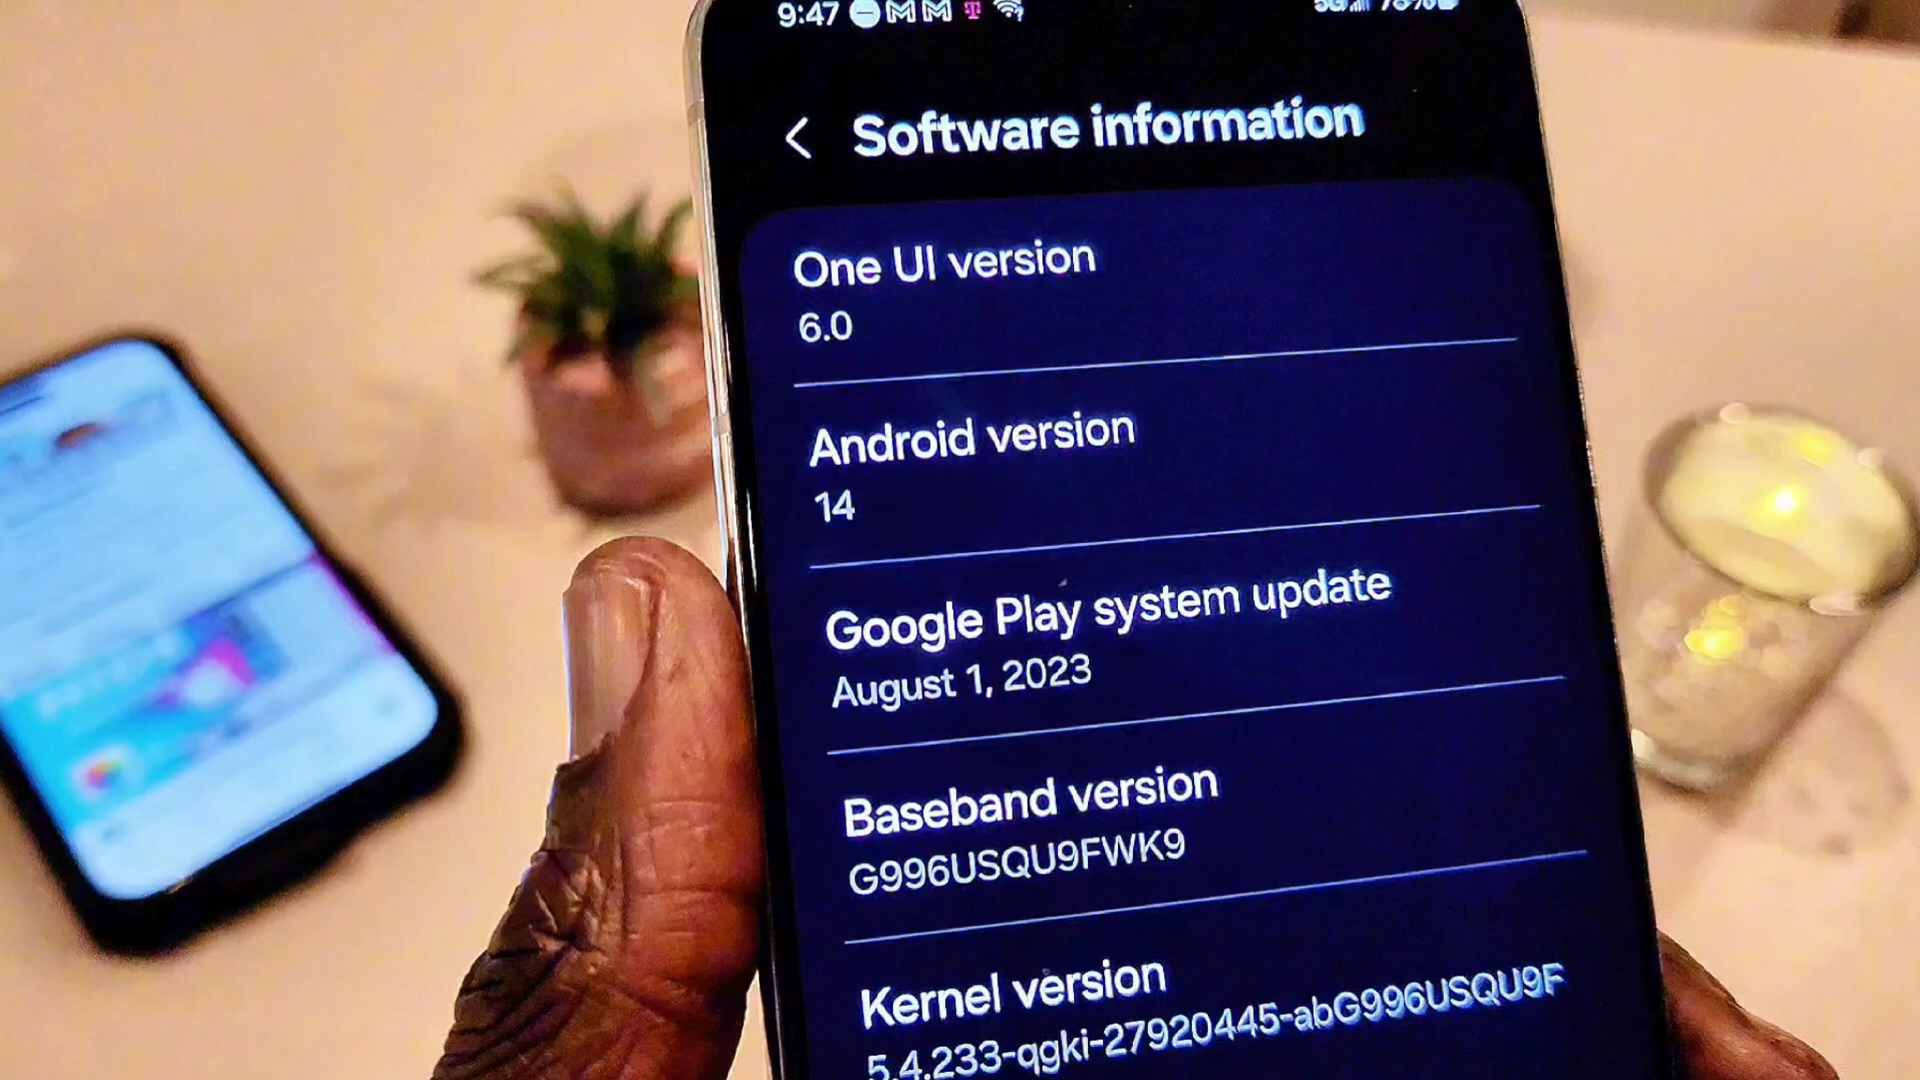 9:47
Software information
One UI version
6.0
Android version
14
Google Play system update
August 1, 2023
Baseband version
G996USQU9FWK9
Kernel version
5.4.233-qgki-27920445-abG996USQU9F